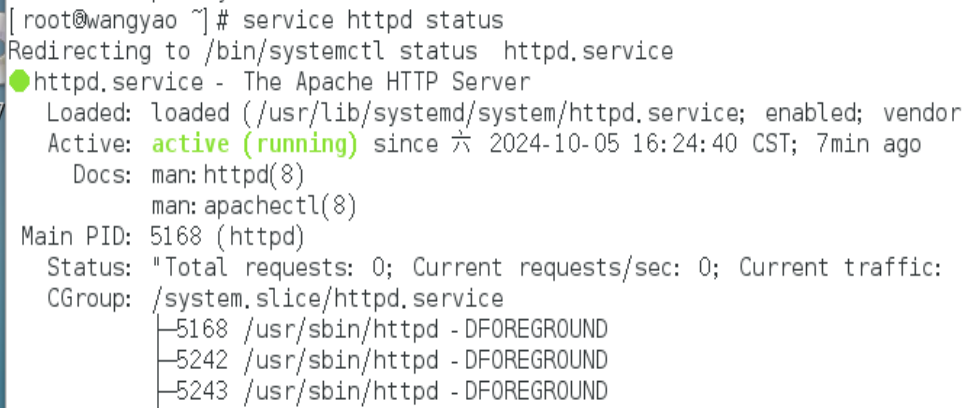 [root@wangyao ~]# service httpd status
Redirecting to /bin/systemctl status  httpd.service
● httpd.service - The Apache HTTP Server
   Loaded: loaded (/usr/lib/systemd/system/httpd.service; enabled; vendor
   Active: active (running) since 六 2024-10-05 16:24:40 CST; 7min ago
     Docs: man:httpd(8)
           man:apachectl(8)
 Main PID: 5168 (httpd)
   Status: "Total requests: 0; Current requests/sec: 0; Current traffic:
   CGroup: /system.slice/httpd.service
           ├─5168 /usr/sbin/httpd -DFOREGROUND
           ├─5242 /usr/sbin/httpd -DFOREGROUND
           ├─5243 /usr/sbin/httpd -DFOREGROUND